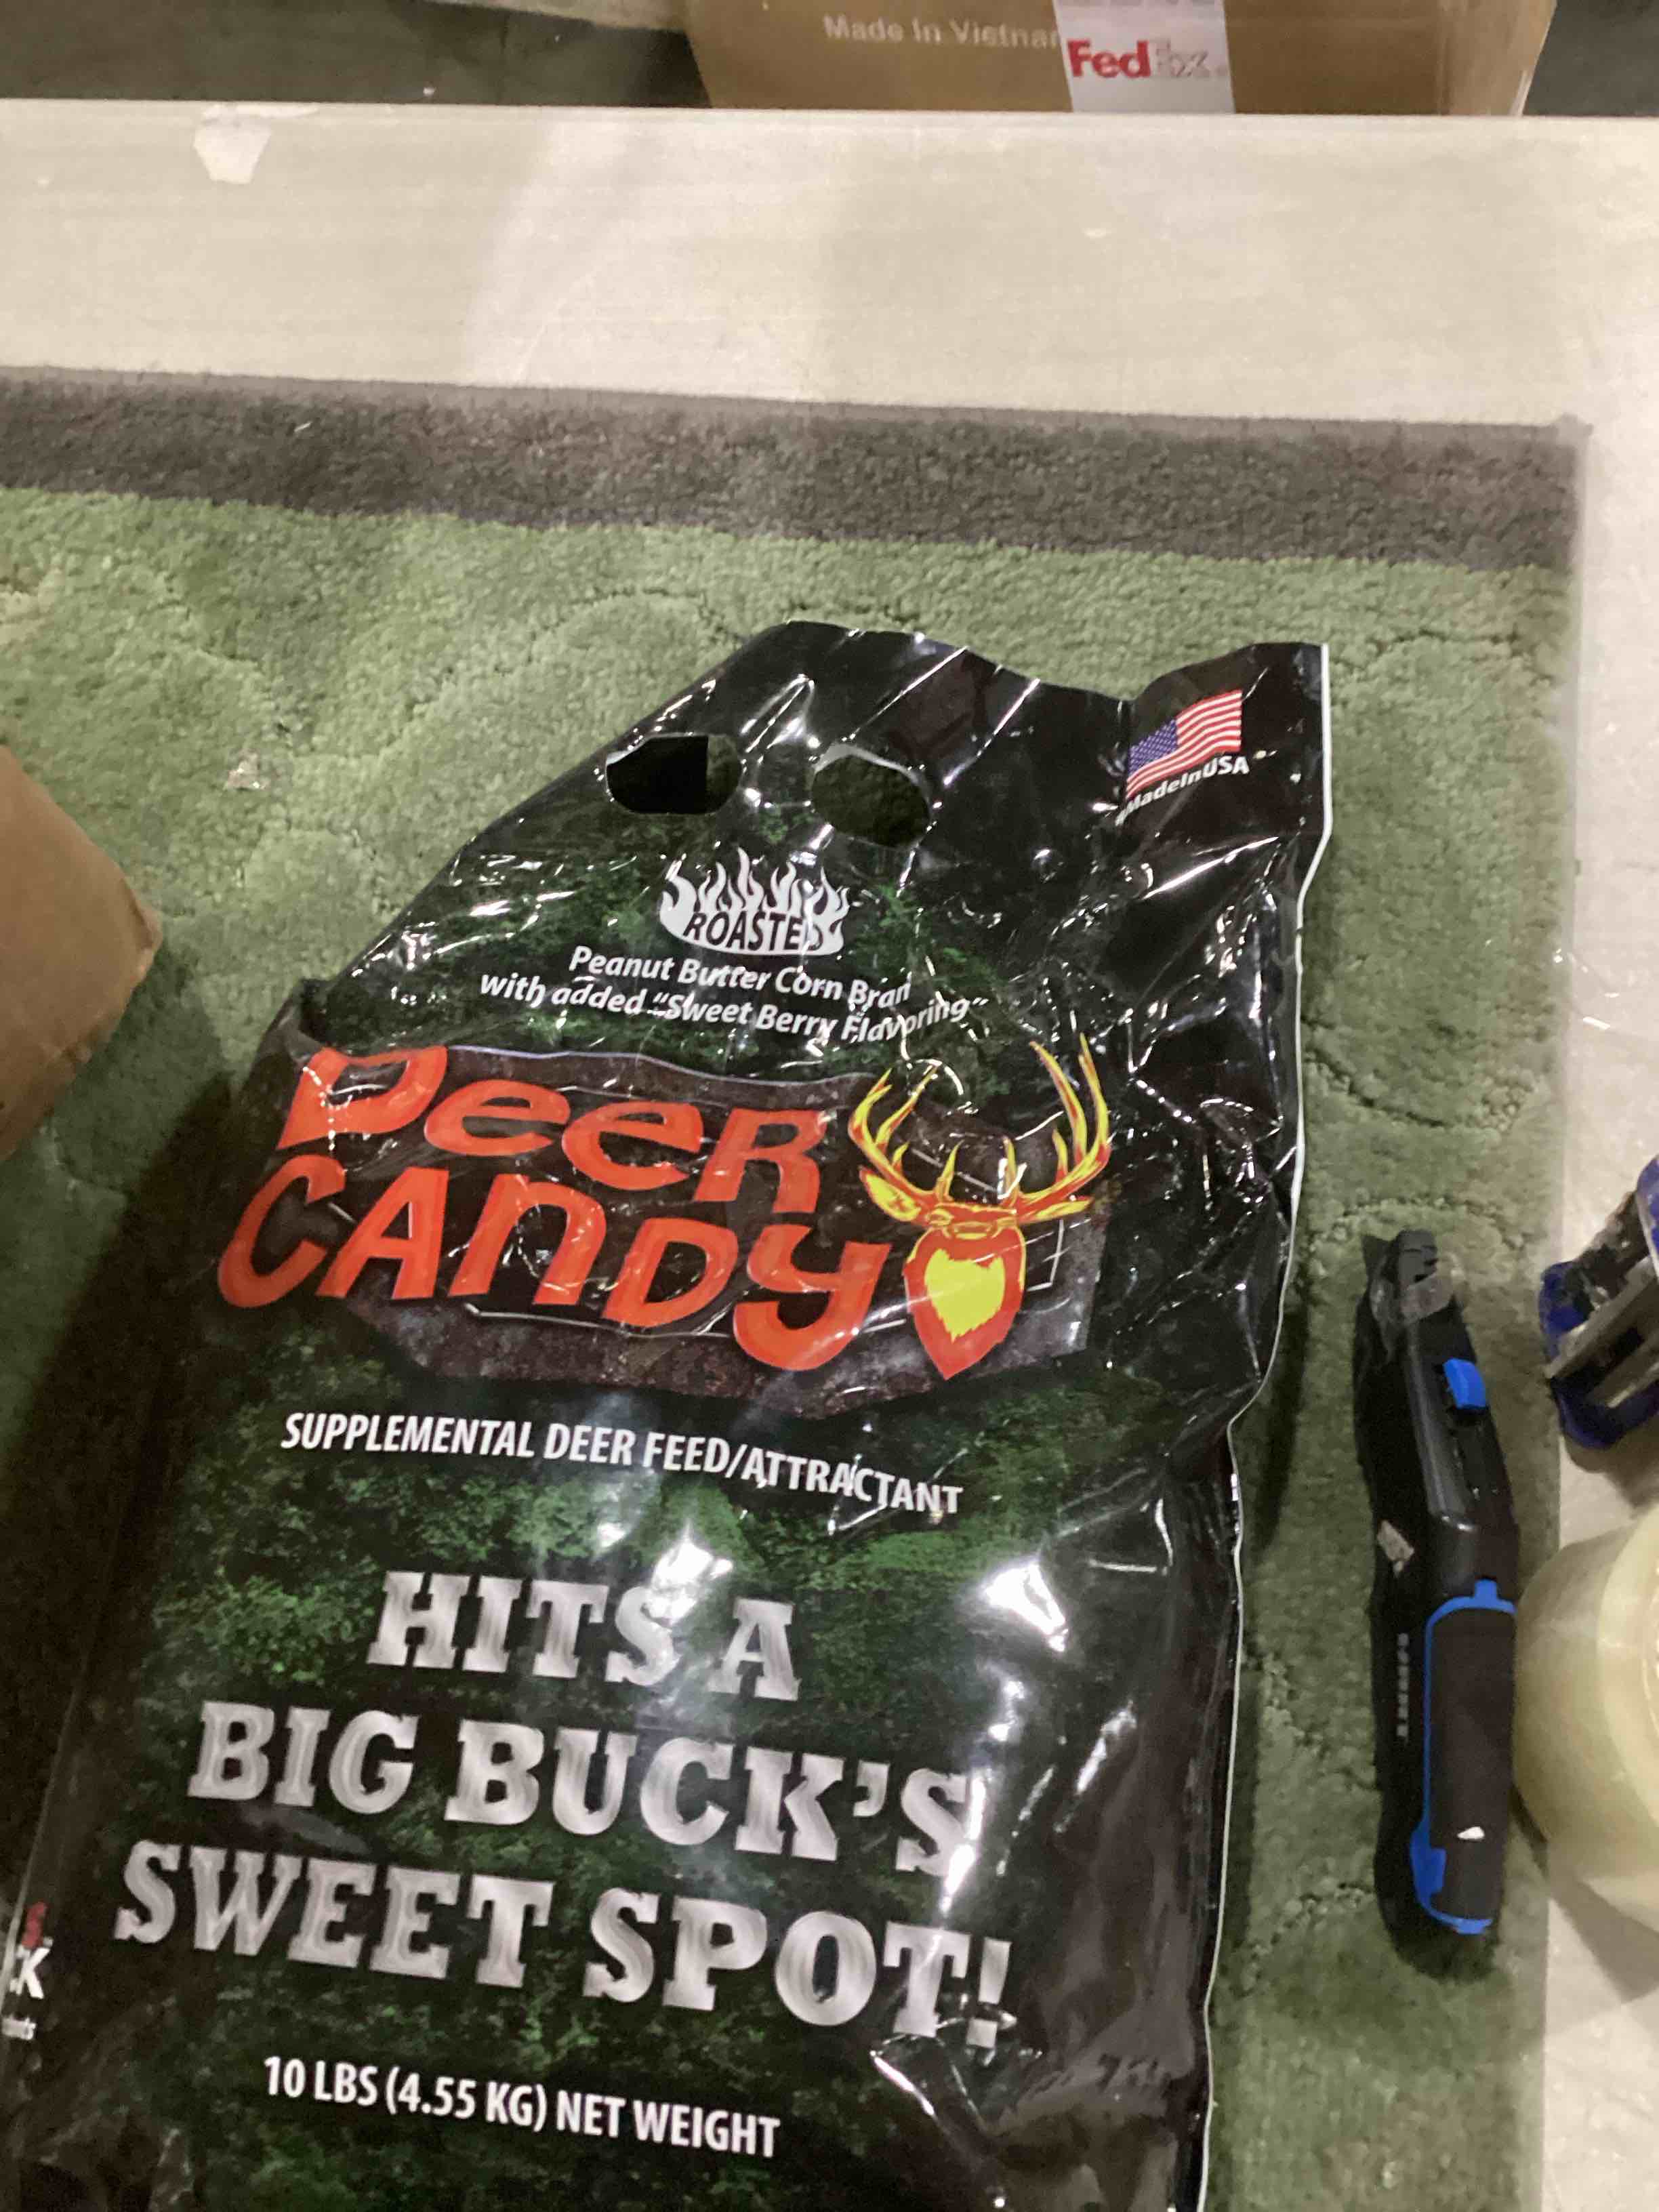 Made In Vietnam
FedEx
MadeInUSA
ROASTED
Peanut Butter Corn Bran
with added "Sweet Berry Flavoring"
Deer
Candy
SUPPLEMENTAL DEER FEED/ATTRACTANT
HITS A
BIG BUCK'S
SWEET SPOT!
10 LBS (4.55 KG) NET WEIGHT